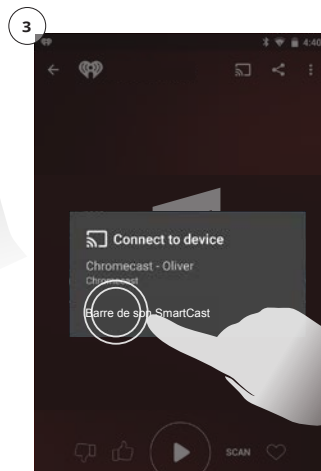 3
4:40
Connect to device
Chromecast - Oliver
Chromecast
Barre de son SmartCast
SCAN